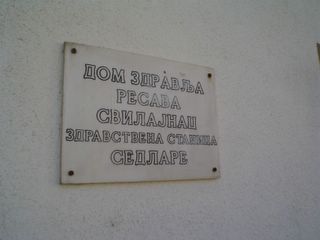 ДОМ ЗДРАВЉА
РЕСАВА
СВИЛАЈНАЦ
ЗДРАВСТВЕНА СТАНИЦА
СЕДЛАРЕ